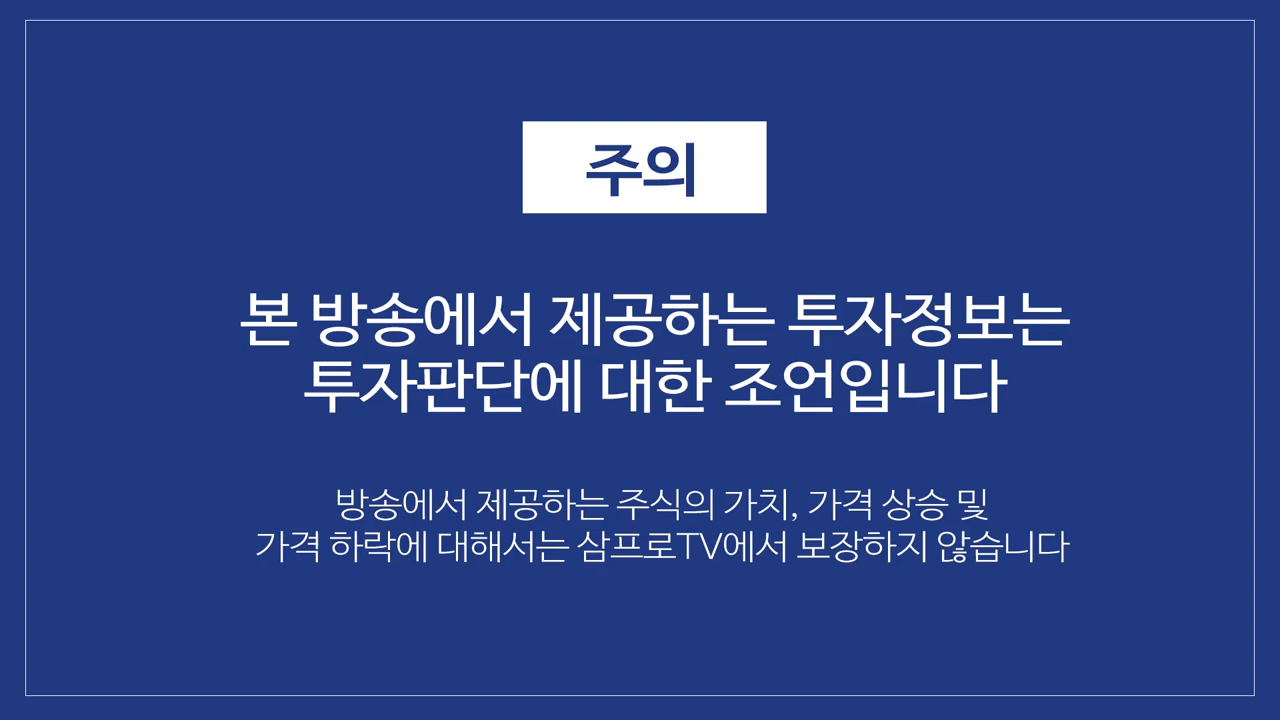 주의
본 방송에서 제공하는 투자정보는
투자판단에 대한 조언입니다
방송에서 제공하는 주식의 가치, 가격 상승 및
가격 하락에 대해서는 삼프로TV에서 보장하지 않습니다